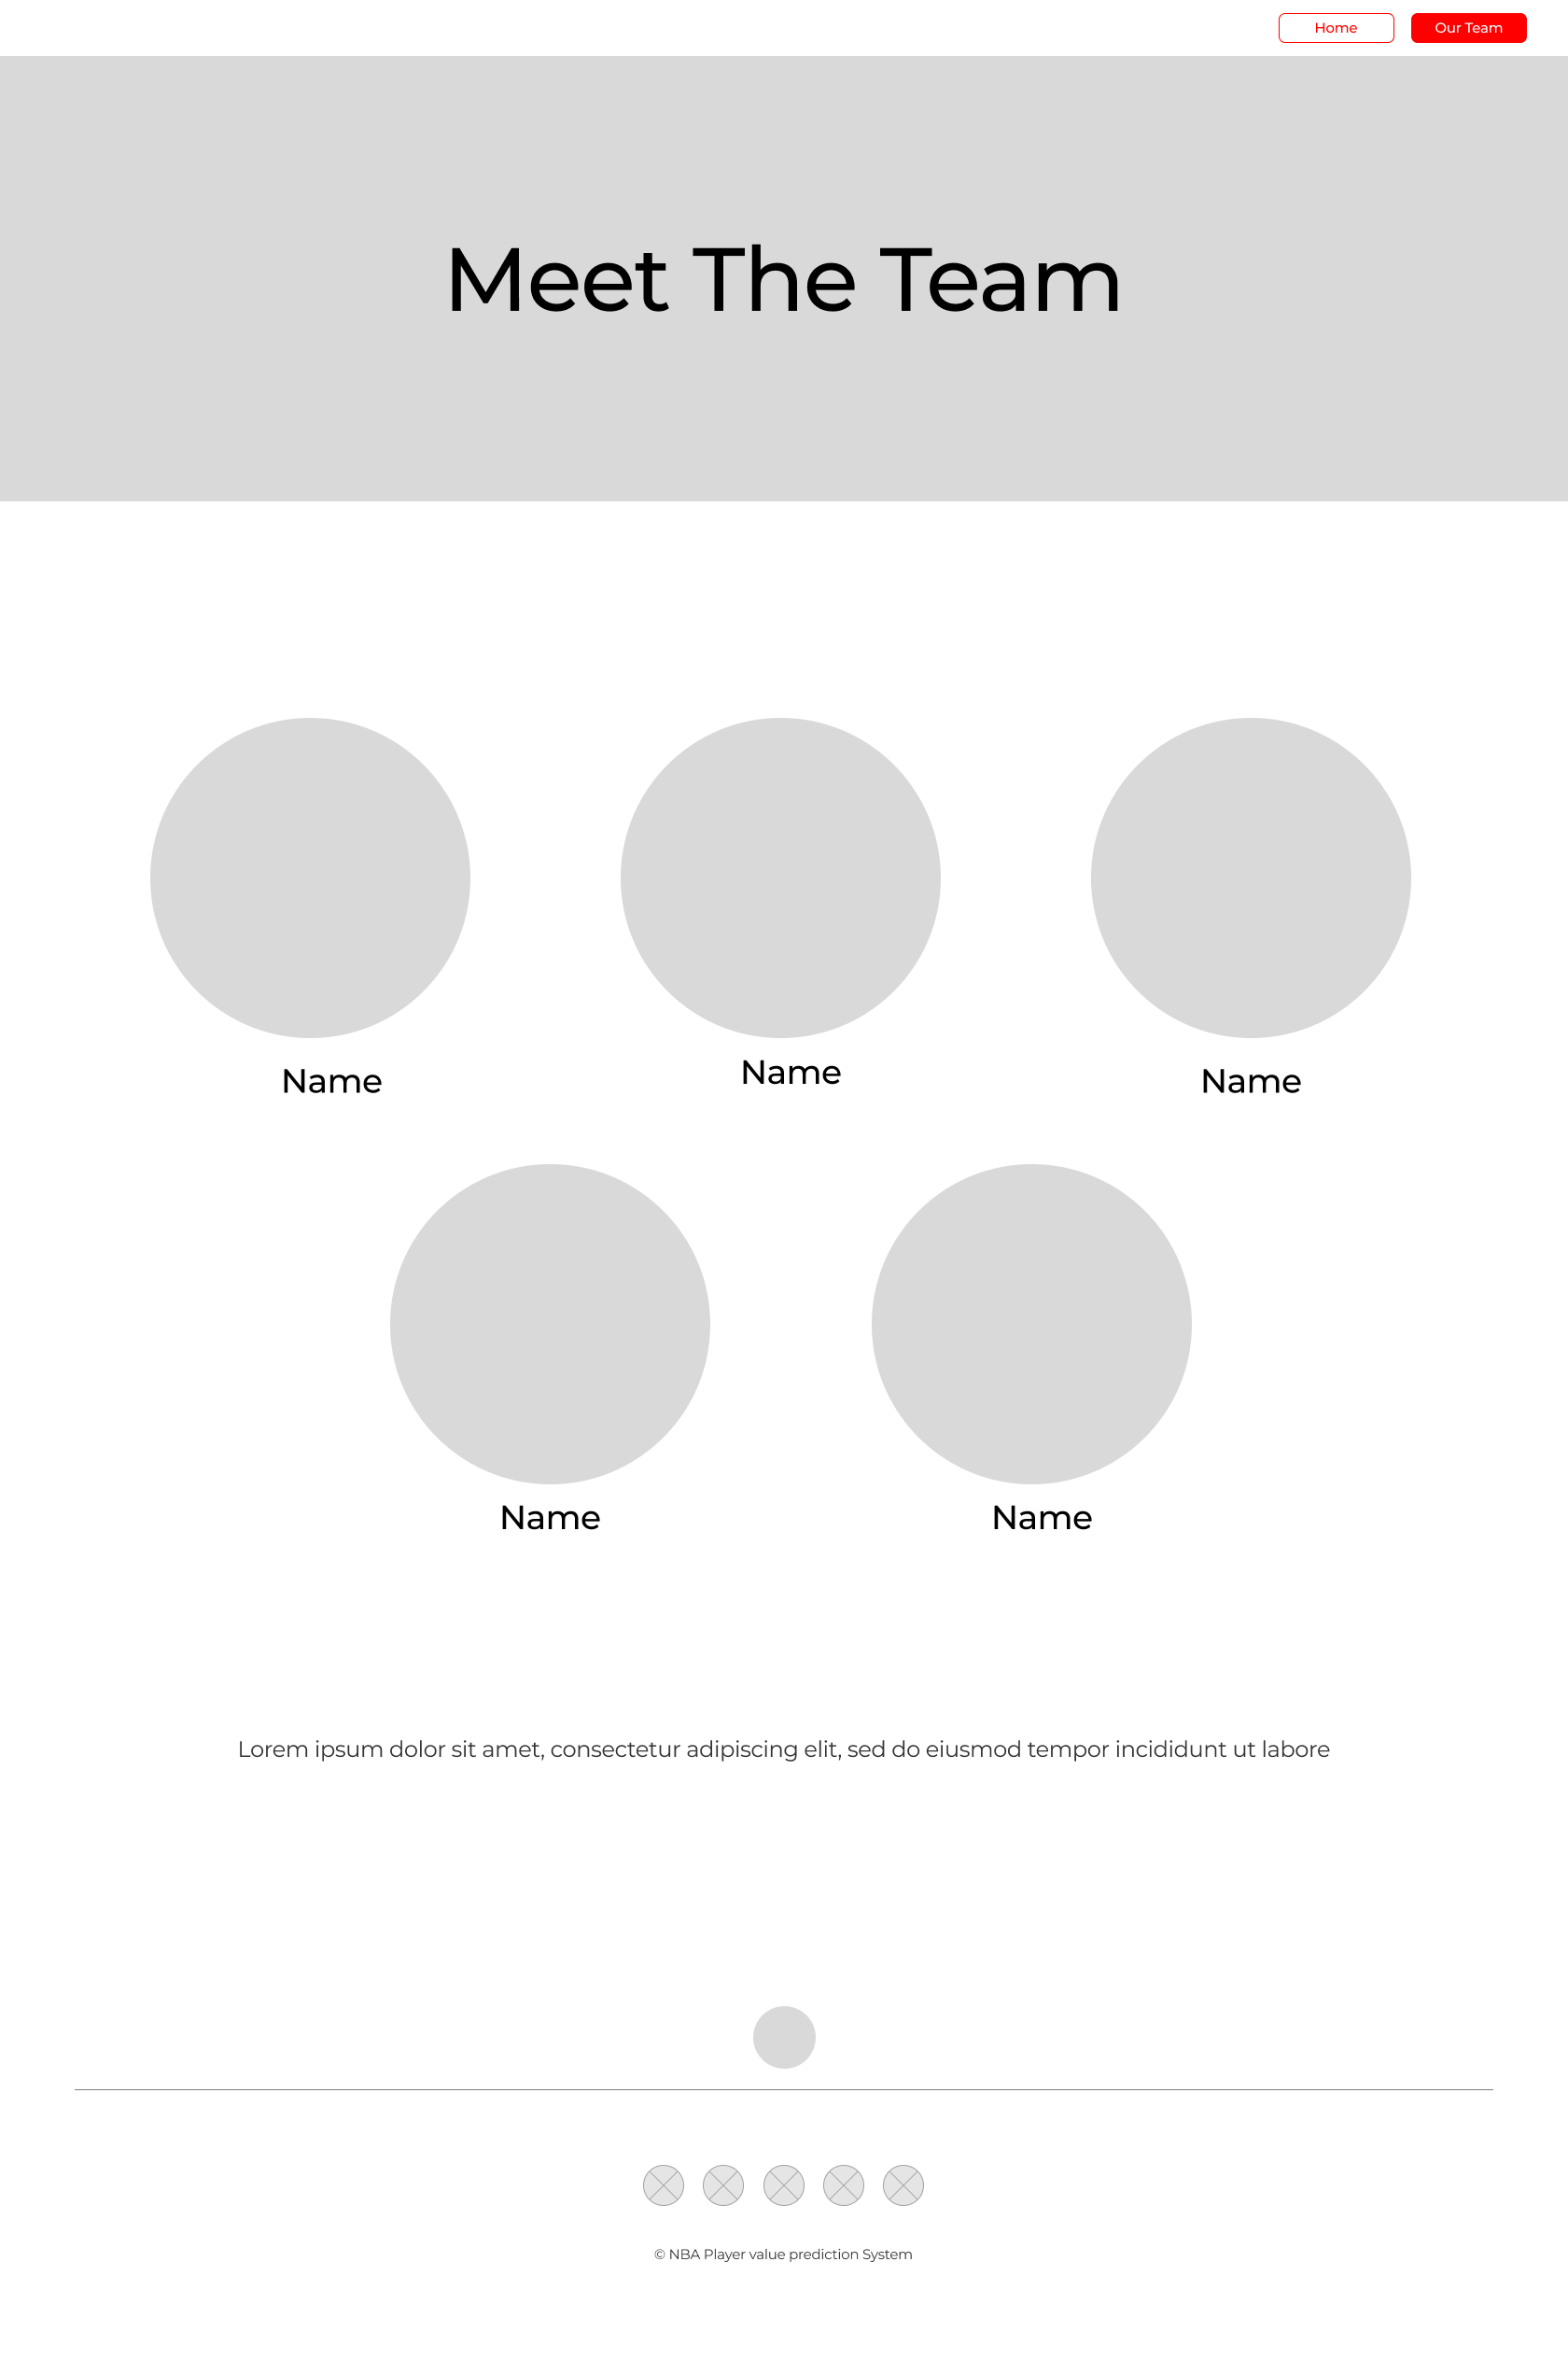 Home
Our Team
Meet The Team
Name
Name
Name
Name
Name
Lorem ipsum dolor sit amet, consectetur adipiscing elit, sed do eiusmod tempor incididunt ut labore
© NBA Player value prediction System